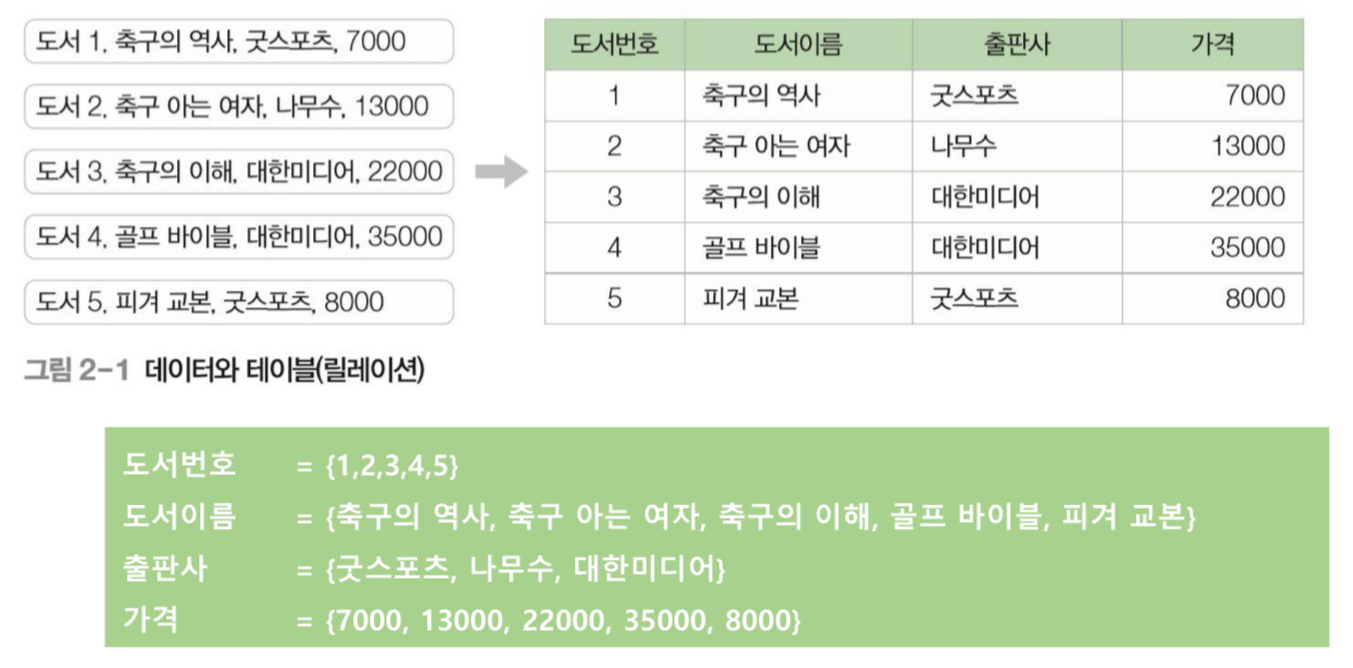 도서 1, 축구의 역사, 굿스포츠, 7000
도서 2, 축구 아는 여자, 나무수, 13000
도서 3, 축구의 이해, 대한미디어, 22000
도서 4, 골프 바이블, 대한미디어, 35000
도서 5, 피겨 교본, 굿스포츠, 8000
도서번호 도서이름 출판사 가격
1 축구의 역사 굿스포츠 7000
2 축구 아는 여자 나무수 13000
3 축구의 이해 대한미디어 22000
4 골프 바이블 대한미디어 35000
5 피겨 교본 굿스포츠 8000
그림 2-1 데이터와 테이블(릴레이션)
도서번호 = {1,2,3,4,5}
도서이름 = {축구의 역사, 축구 아는 여자, 축구의 이해, 골프 바이블, 피겨 교본}
출판사 = {굿스포츠, 나무수, 대한미디어}
가격 = {7000, 13000, 22000, 35000, 8000}